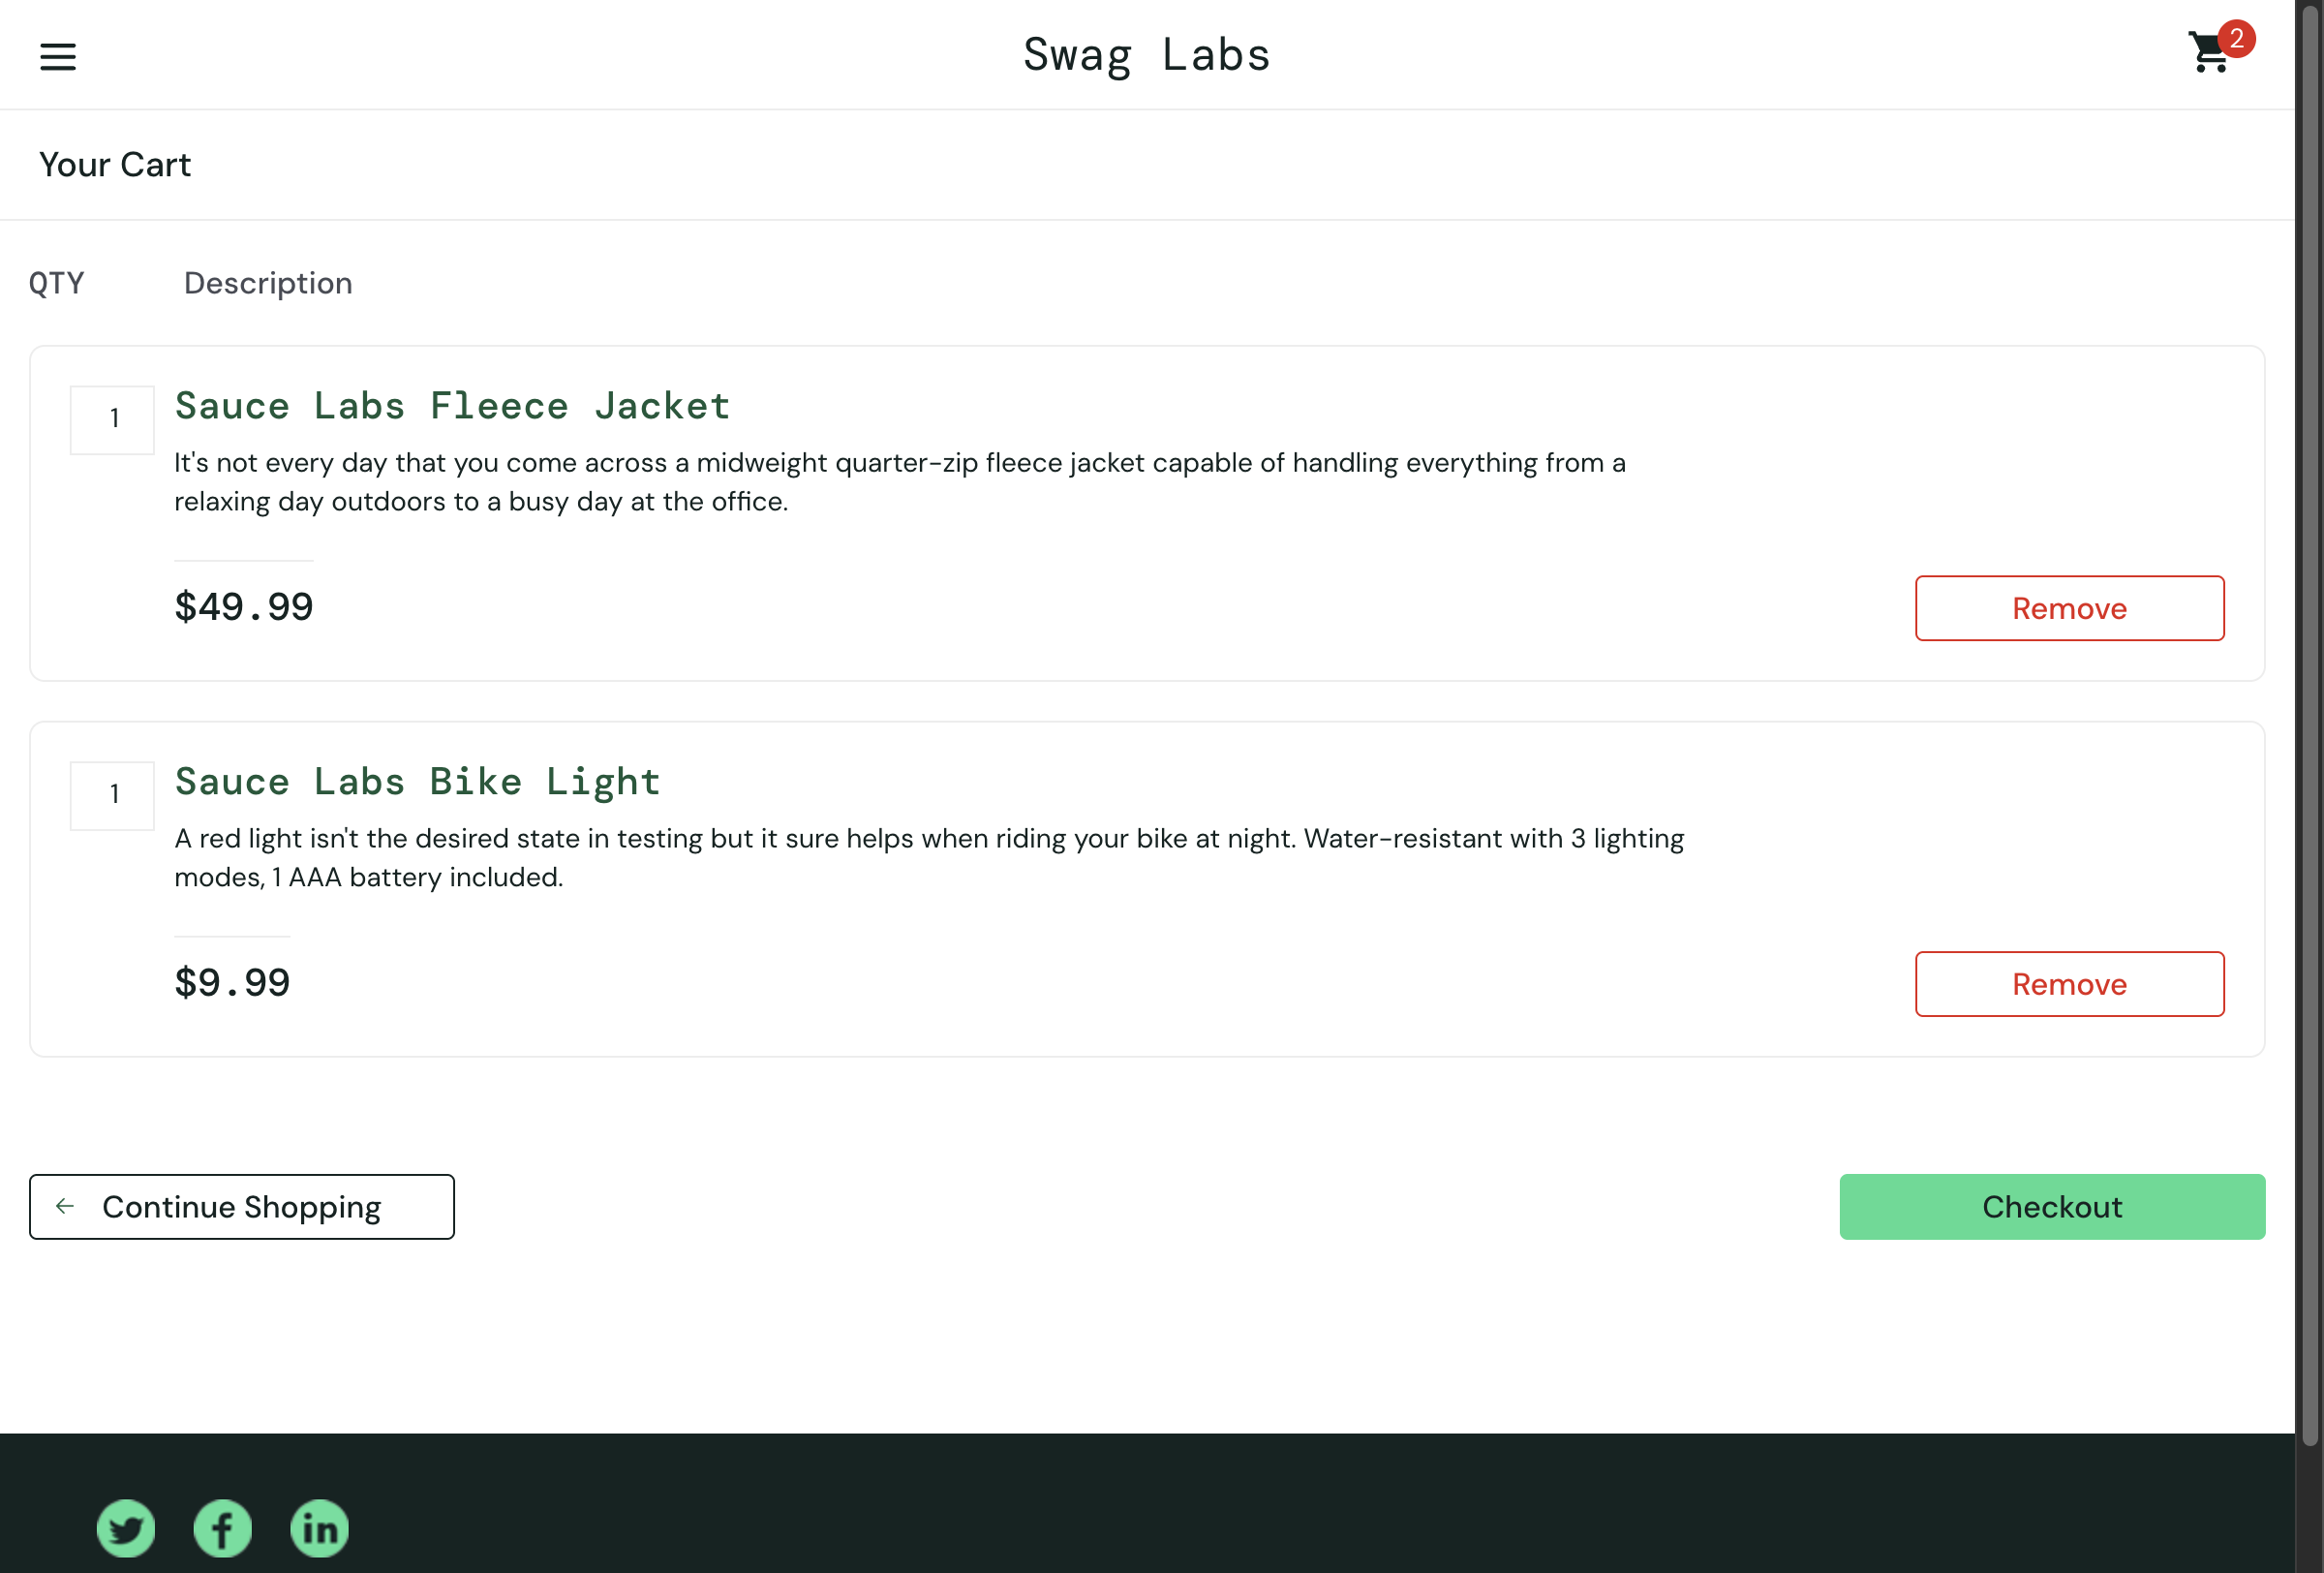 Swag Labs
2
Your Cart
QTY Description
1
Sauce Labs Fleece Jacket
It's not every day that you come across a midweight quarter-zip fleece jacket capable of handling everything from a
relaxing day outdoors to a busy day at the office.
$49.99
Remove
1
Sauce Labs Bike Light
A red light isn't the desired state in testing but it sure helps when riding your bike at night. Water-resistant with 3 lighting
modes, 1 AAA battery included.
$9.99
Remove
Continue Shopping
Checkout